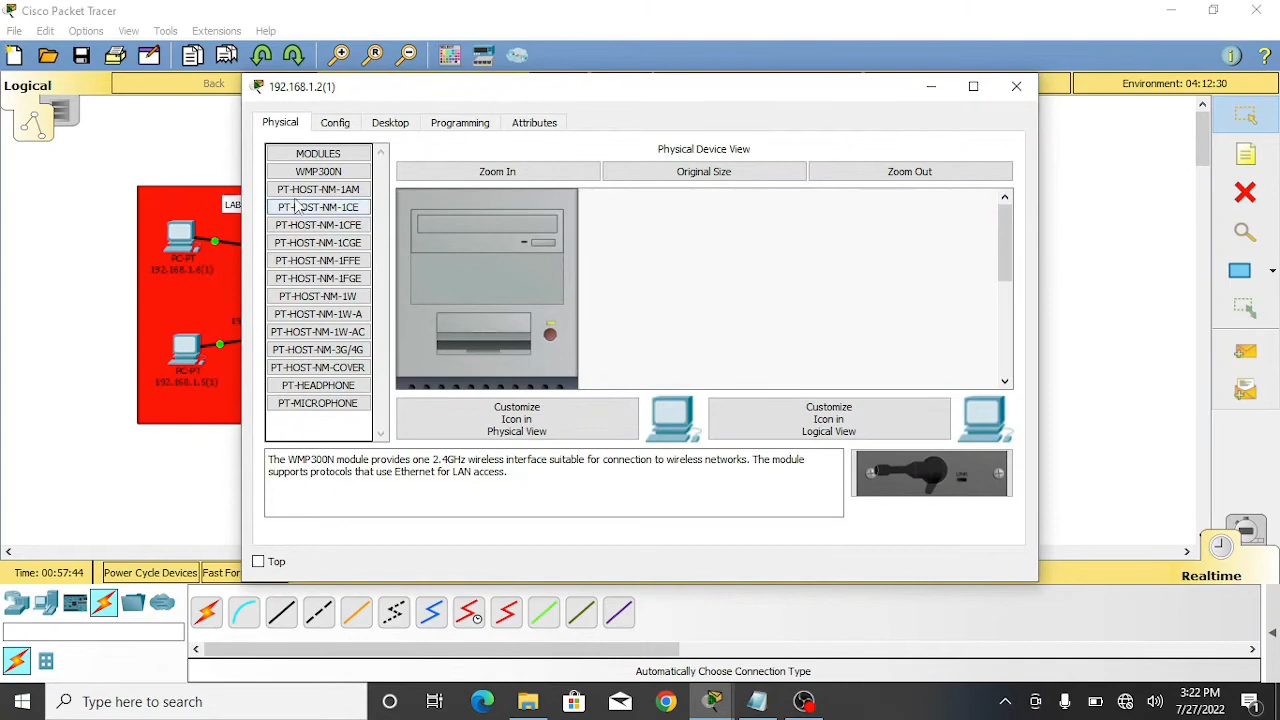 Cisco Packet Tracer
File Edit Options View Tools Extensions Help
Logical
Back
Environment: 04:12:30
192.168.1.2(1)
Physical Config Desktop Programming Attributes
MODULES
WMP300N
PT-HOST-NM-1AM
PT-HOST-NM-1CE
PT-HOST-NM-1CFE
PT-HOST-NM-1CGE
PT-HOST-NM-1FFE
PT-HOST-NM-1FGE
PT-HOST-NM-1W
PT-HOST-NM-1W-A
PT-HOST-NM-1W-AC
PT-HOST-NM-3G/4G
PT-HOST-NM-COVER
PT-HEADPHONE
PT-MICROPHONE
Physical Device View
Zoom In Original Size Zoom Out
LAB
PC-PT
192.168.1.6(1)
PC-PT
192.168.1.5(1)
Customize
Icon in
Physical View
Customize
Icon in
Logical View
The WMP300N module provides one 2.4GHz wireless interface suitable for connection to wireless networks. The module
supports protocols that use Ethernet for LAN access.
LINK
Top
Time: 00:57:44 Power Cycle Devices Fast For
Realtime
Automatically Choose Connection Type
Type here to search
3:22 PM
7/27/2022